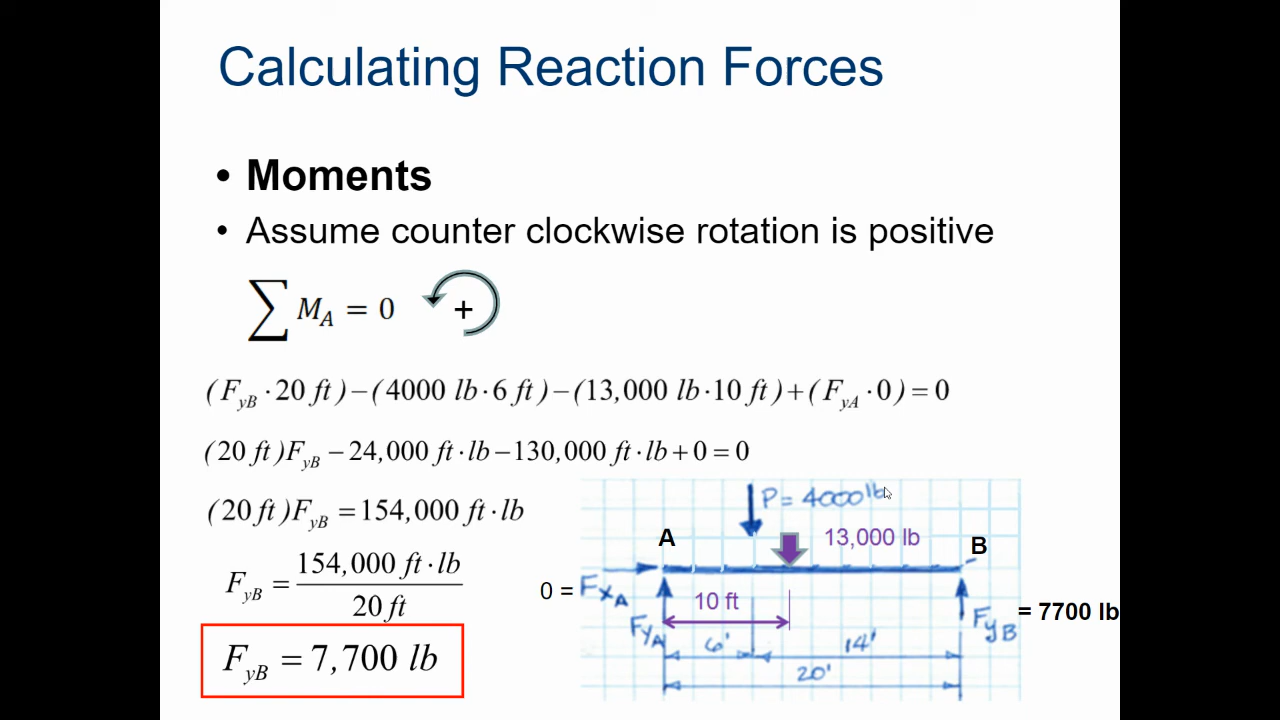 Calculating Reaction Forces
• Moments
• Assume counter clockwise rotation is positive
∑ M_A = 0 +
(F_yB · 20 ft) − (4000 lb · 6 ft) − (13,000 lb · 10 ft) + (F_yA · 0) = 0
(20 ft)F_yB − 24,000 ft · lb − 130,000 ft · lb + 0 = 0
(20 ft)F_yB = 154,000 ft · lb
F_yB = 154,000 ft · lb / 20 ft
F_yB = 7,700 lb
P = 4000 lb
13,000 lb
A
B
0 = F_XA
10 ft
F_yA
F_yB = 7700 lb
6'
14'
20'